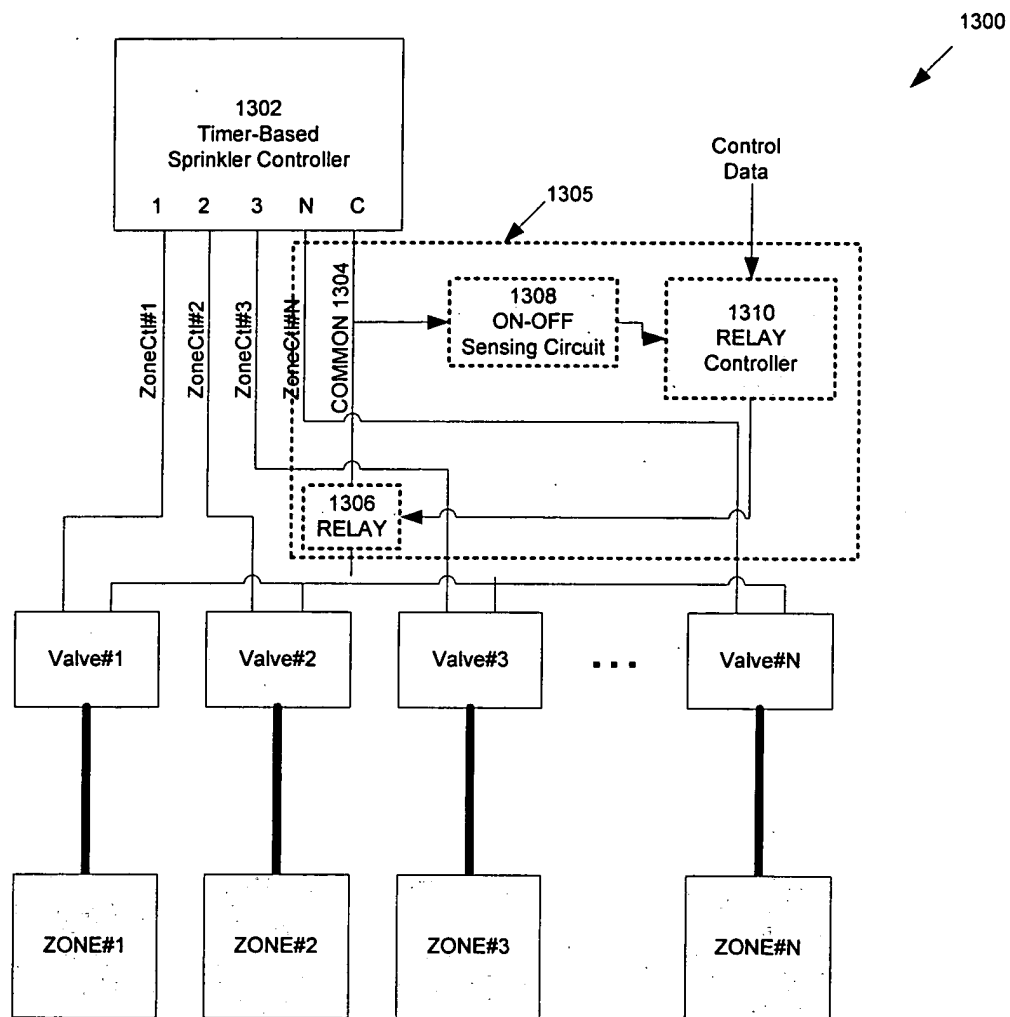 1300
1302
Timer-Based
Sprinkler Controller
1 2 3 N C
Control
Data
1305
ZoneCtl#1
ZoneCtl#2
ZoneCtl#3
ZoneCtl#N
COMMON 1304
1308
ON-OFF
Sensing Circuit
1310
RELAY
Controller
1306
RELAY
Valve#1
Valve#2
Valve#3
...
Valve#N
ZONE#1
ZONE#2
ZONE#3
ZONE#N